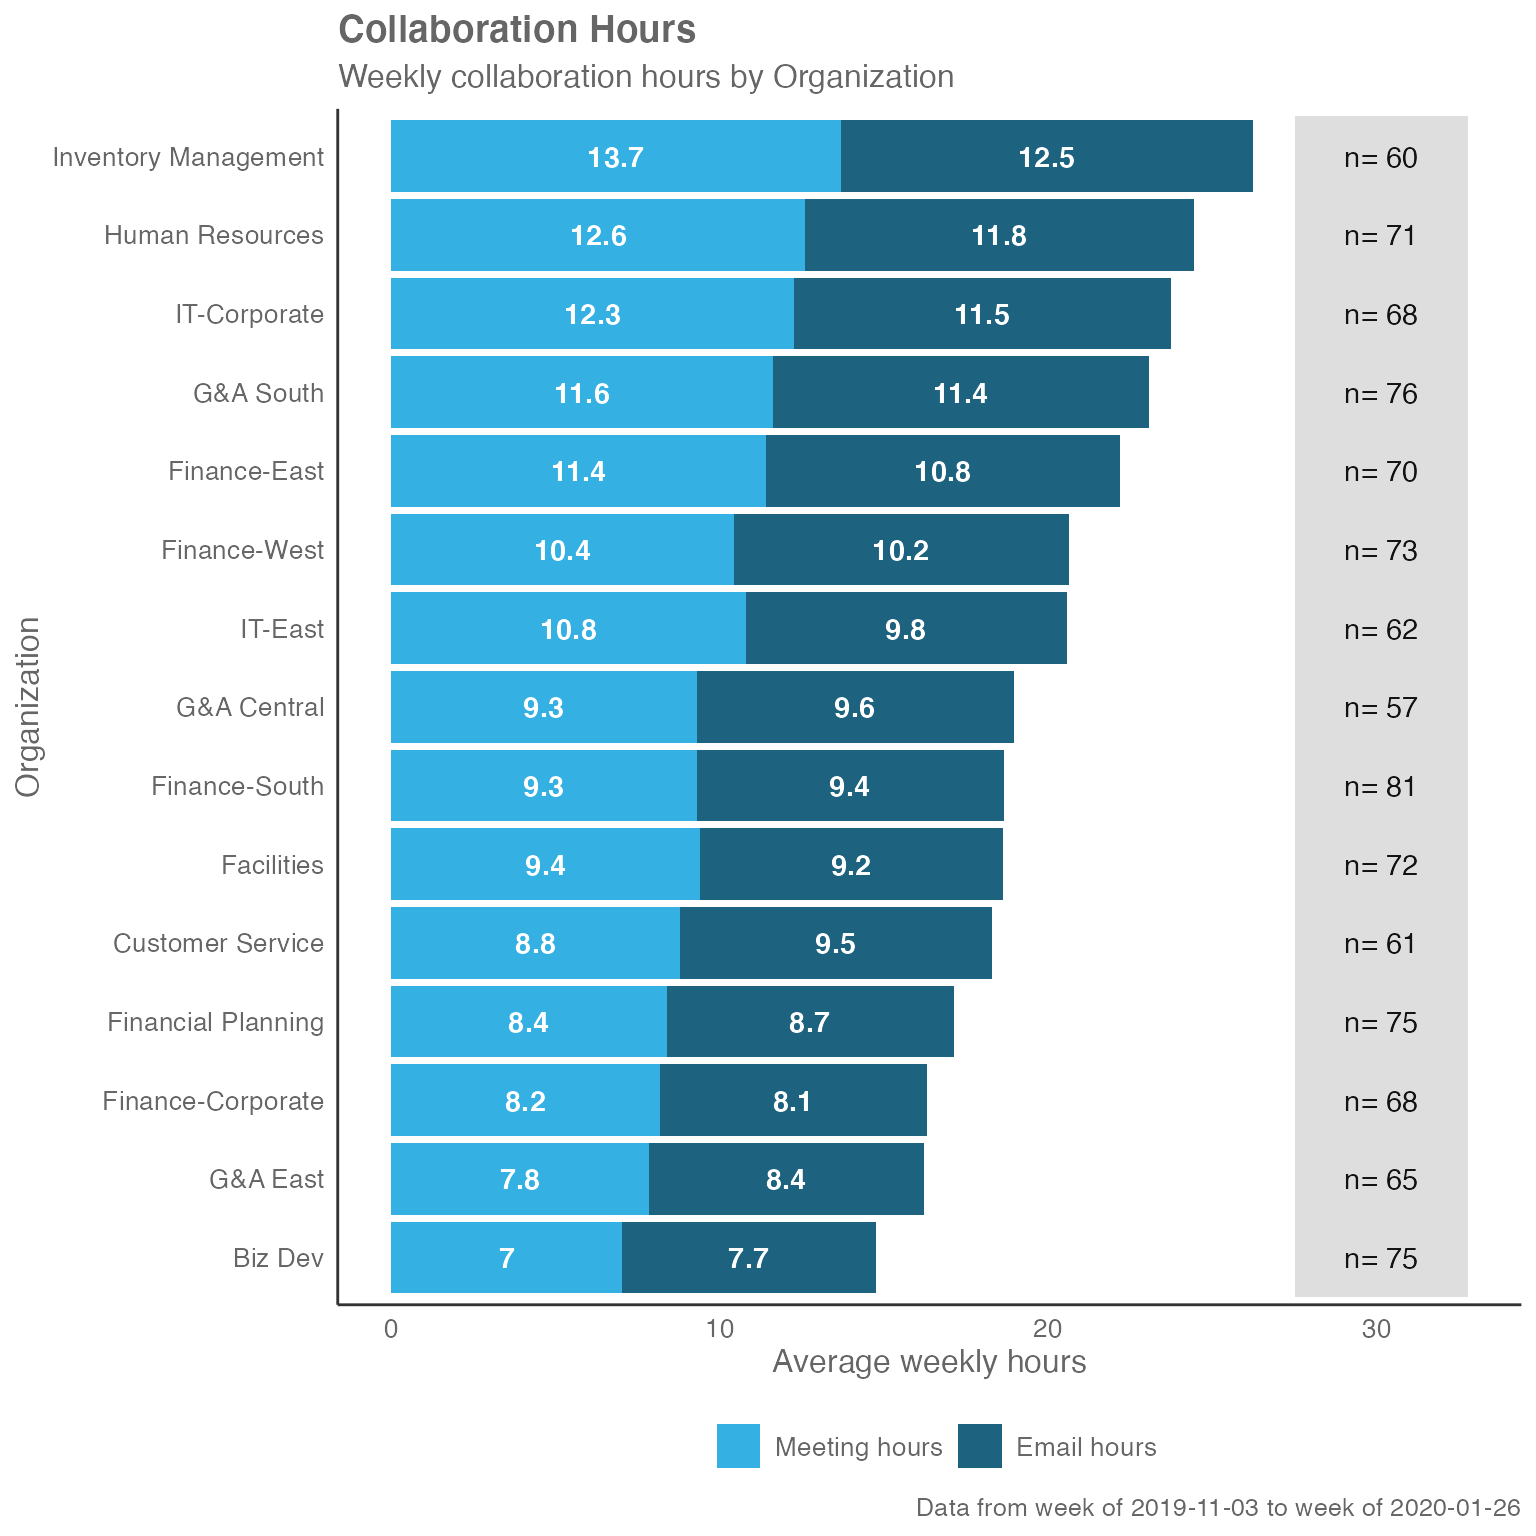 Collaboration Hours
Weekly collaboration hours by Organization
Inventory Management 13.7 12.5 n= 60
Human Resources 12.6 11.8 n= 71
IT-Corporate 12.3 11.5 n= 68
G&A South 11.6 11.4 n= 76
Finance-East 11.4 10.8 n= 70
Finance-West 10.4 10.2 n= 73
IT-East 10.8 9.8 n= 62
G&A Central 9.3 9.6 n= 57
Finance-South 9.3 9.4 n= 81
Facilities 9.4 9.2 n= 72
Customer Service 8.8 9.5 n= 61
Financial Planning 8.4 8.7 n= 75
Finance-Corporate 8.2 8.1 n= 68
G&A East 7.8 8.4 n= 65
Biz Dev 7 7.7 n= 75
Organization
0 10 20 30
Average weekly hours
Meeting hours Email hours
Data from week of 2019-11-03 to week of 2020-01-26